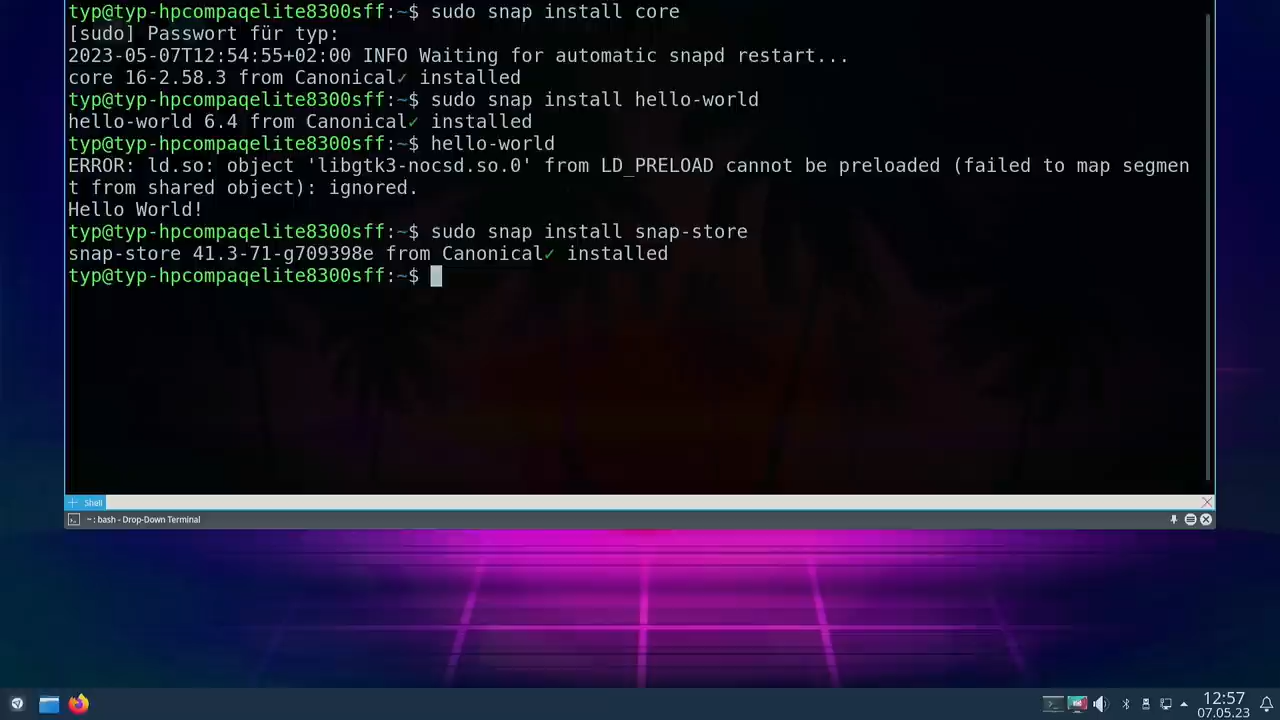 typ@typ-hpcompaqelite8300sff:~$ sudo snap install core
[sudo] Passwort für typ:
2023-05-07T12:54:55+02:00 INFO Waiting for automatic snapd restart...
core 16-2.58.3 from Canonical✓ installed
typ@typ-hpcompaqelite8300sff:~$ sudo snap install hello-world
hello-world 6.4 from Canonical✓ installed
typ@typ-hpcompaqelite8300sff:~$ hello-world
ERROR: ld.so: object 'libgtk3-nocsd.so.0' from LD_PRELOAD cannot be preloaded (failed to map segmen
t from shared object): ignored.
Hello World!
typ@typ-hpcompaqelite8300sff:~$ sudo snap install snap-store
snap-store 41.3-71-g709398e from Canonical✓ installed
typ@typ-hpcompaqelite8300sff:~$
Shell
~ : bash - Drop-Down Terminal
12:57
07.05.23